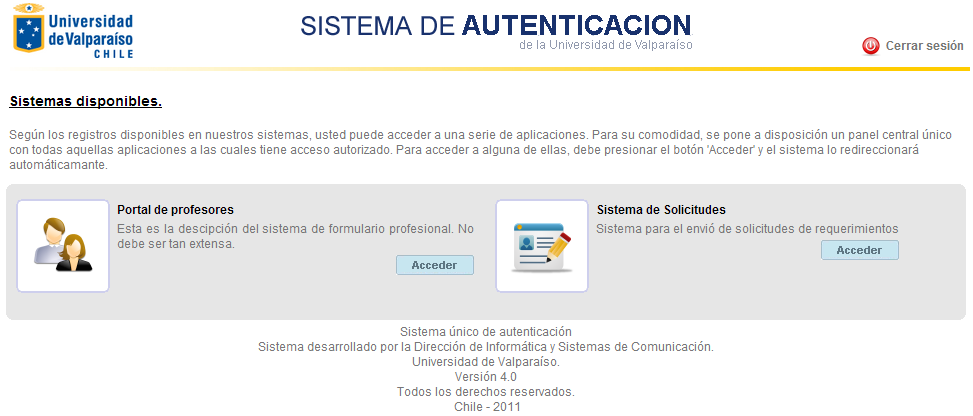 Universidad
de Valparaíso
CHILE
SISTEMA DE AUTENTICACION
de la Universidad de Valparaíso
Cerrar sesión
Sistemas disponibles.
Según los registros disponibles en nuestros sistemas, usted puede acceder a una serie de aplicaciones. Para su comodidad, se pone a disposición un panel central único
con todas aquellas aplicaciones a las cuales tiene acceso autorizado. Para acceder a alguna de ellas, debe presionar el botón 'Acceder' y el sistema lo redireccionará
automáticamante.
Portal de profesores
Esta es la descipción del sistema de formulario profesional. No
debe ser tan extensa.
Acceder
Sistema de Solicitudes
Sistema para el envió de solicitudes de requerimientos
Acceder
Sistema único de autenticación
Sistema desarrollado por la Dirección de Informática y Sistemas de Comunicación.
Universidad de Valparaíso.
Versión 4.0
Todos los derechos reservados.
Chile - 2011